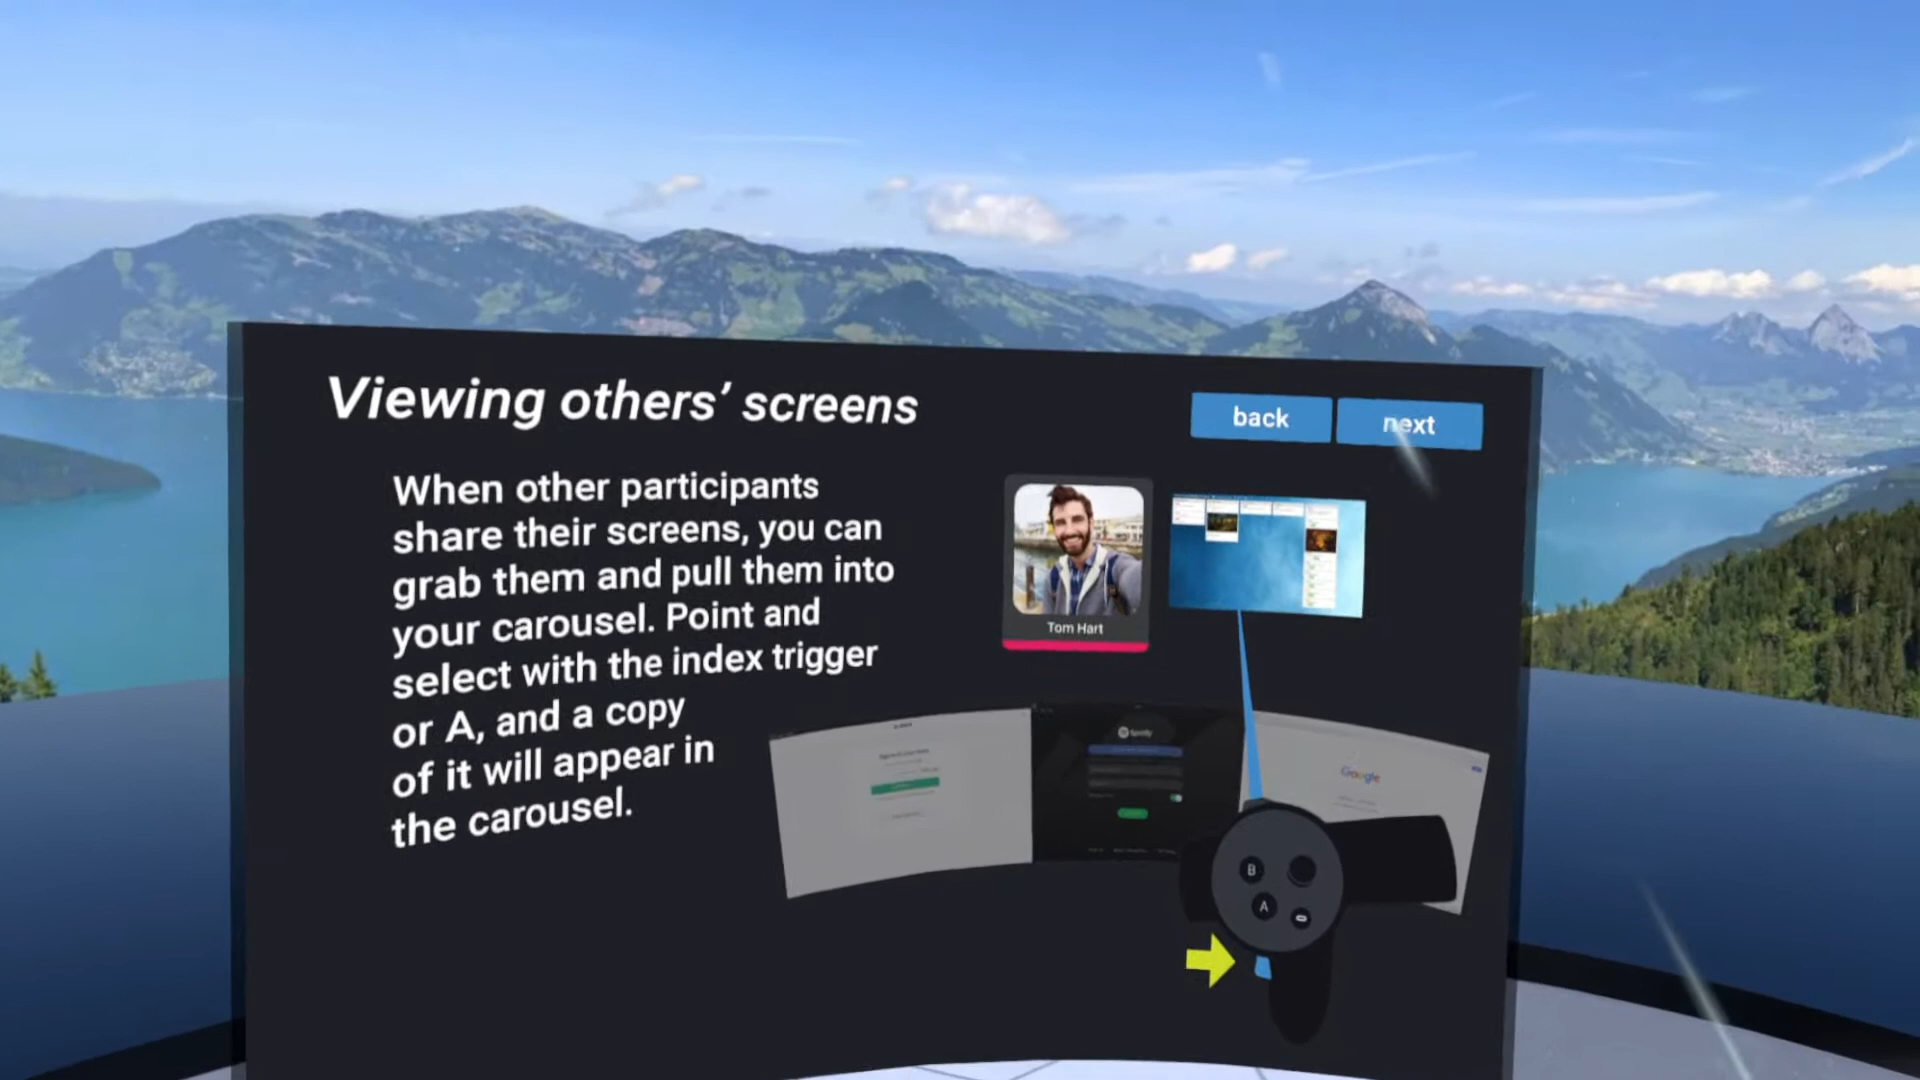 Viewing others’ screens
back
next
When other participants
share their screens, you can
grab them and pull them into
your carousel. Point and
select with the index trigger
or A, and a copy
of it will appear in
the carousel.
Tom Hart
Spotify
Google
B
A